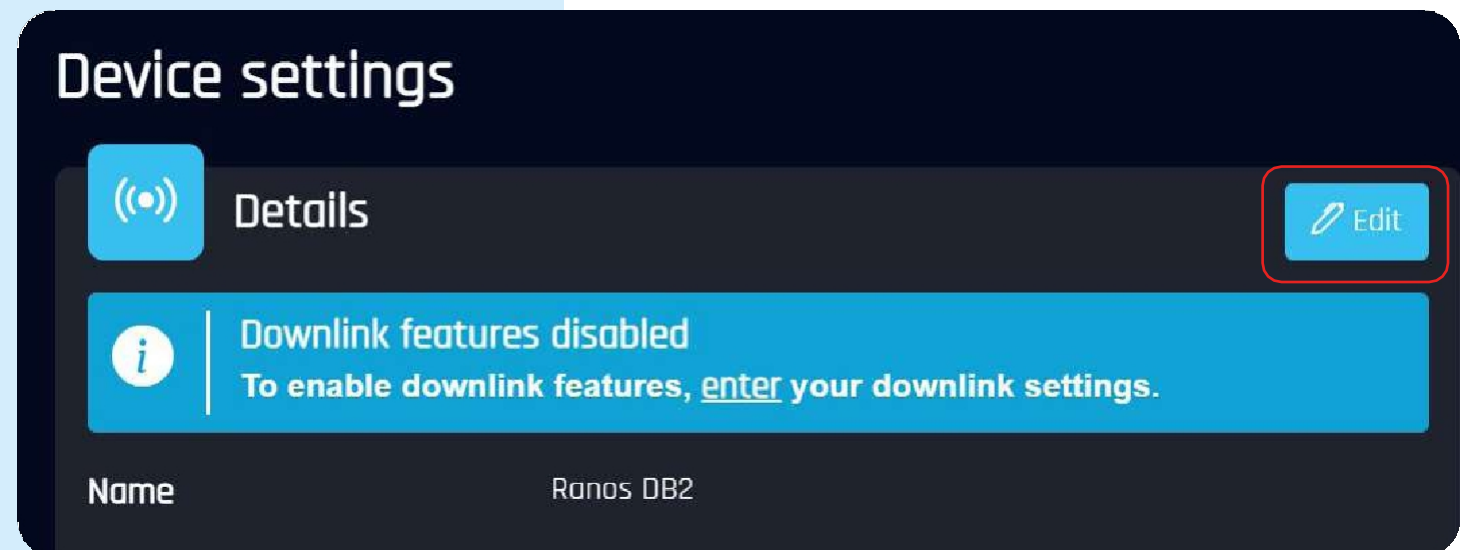 Device settings
Details
Edit
Downlink features disabled
To enable downlink features, enter your downlink settings.
Name
Ranos DB2